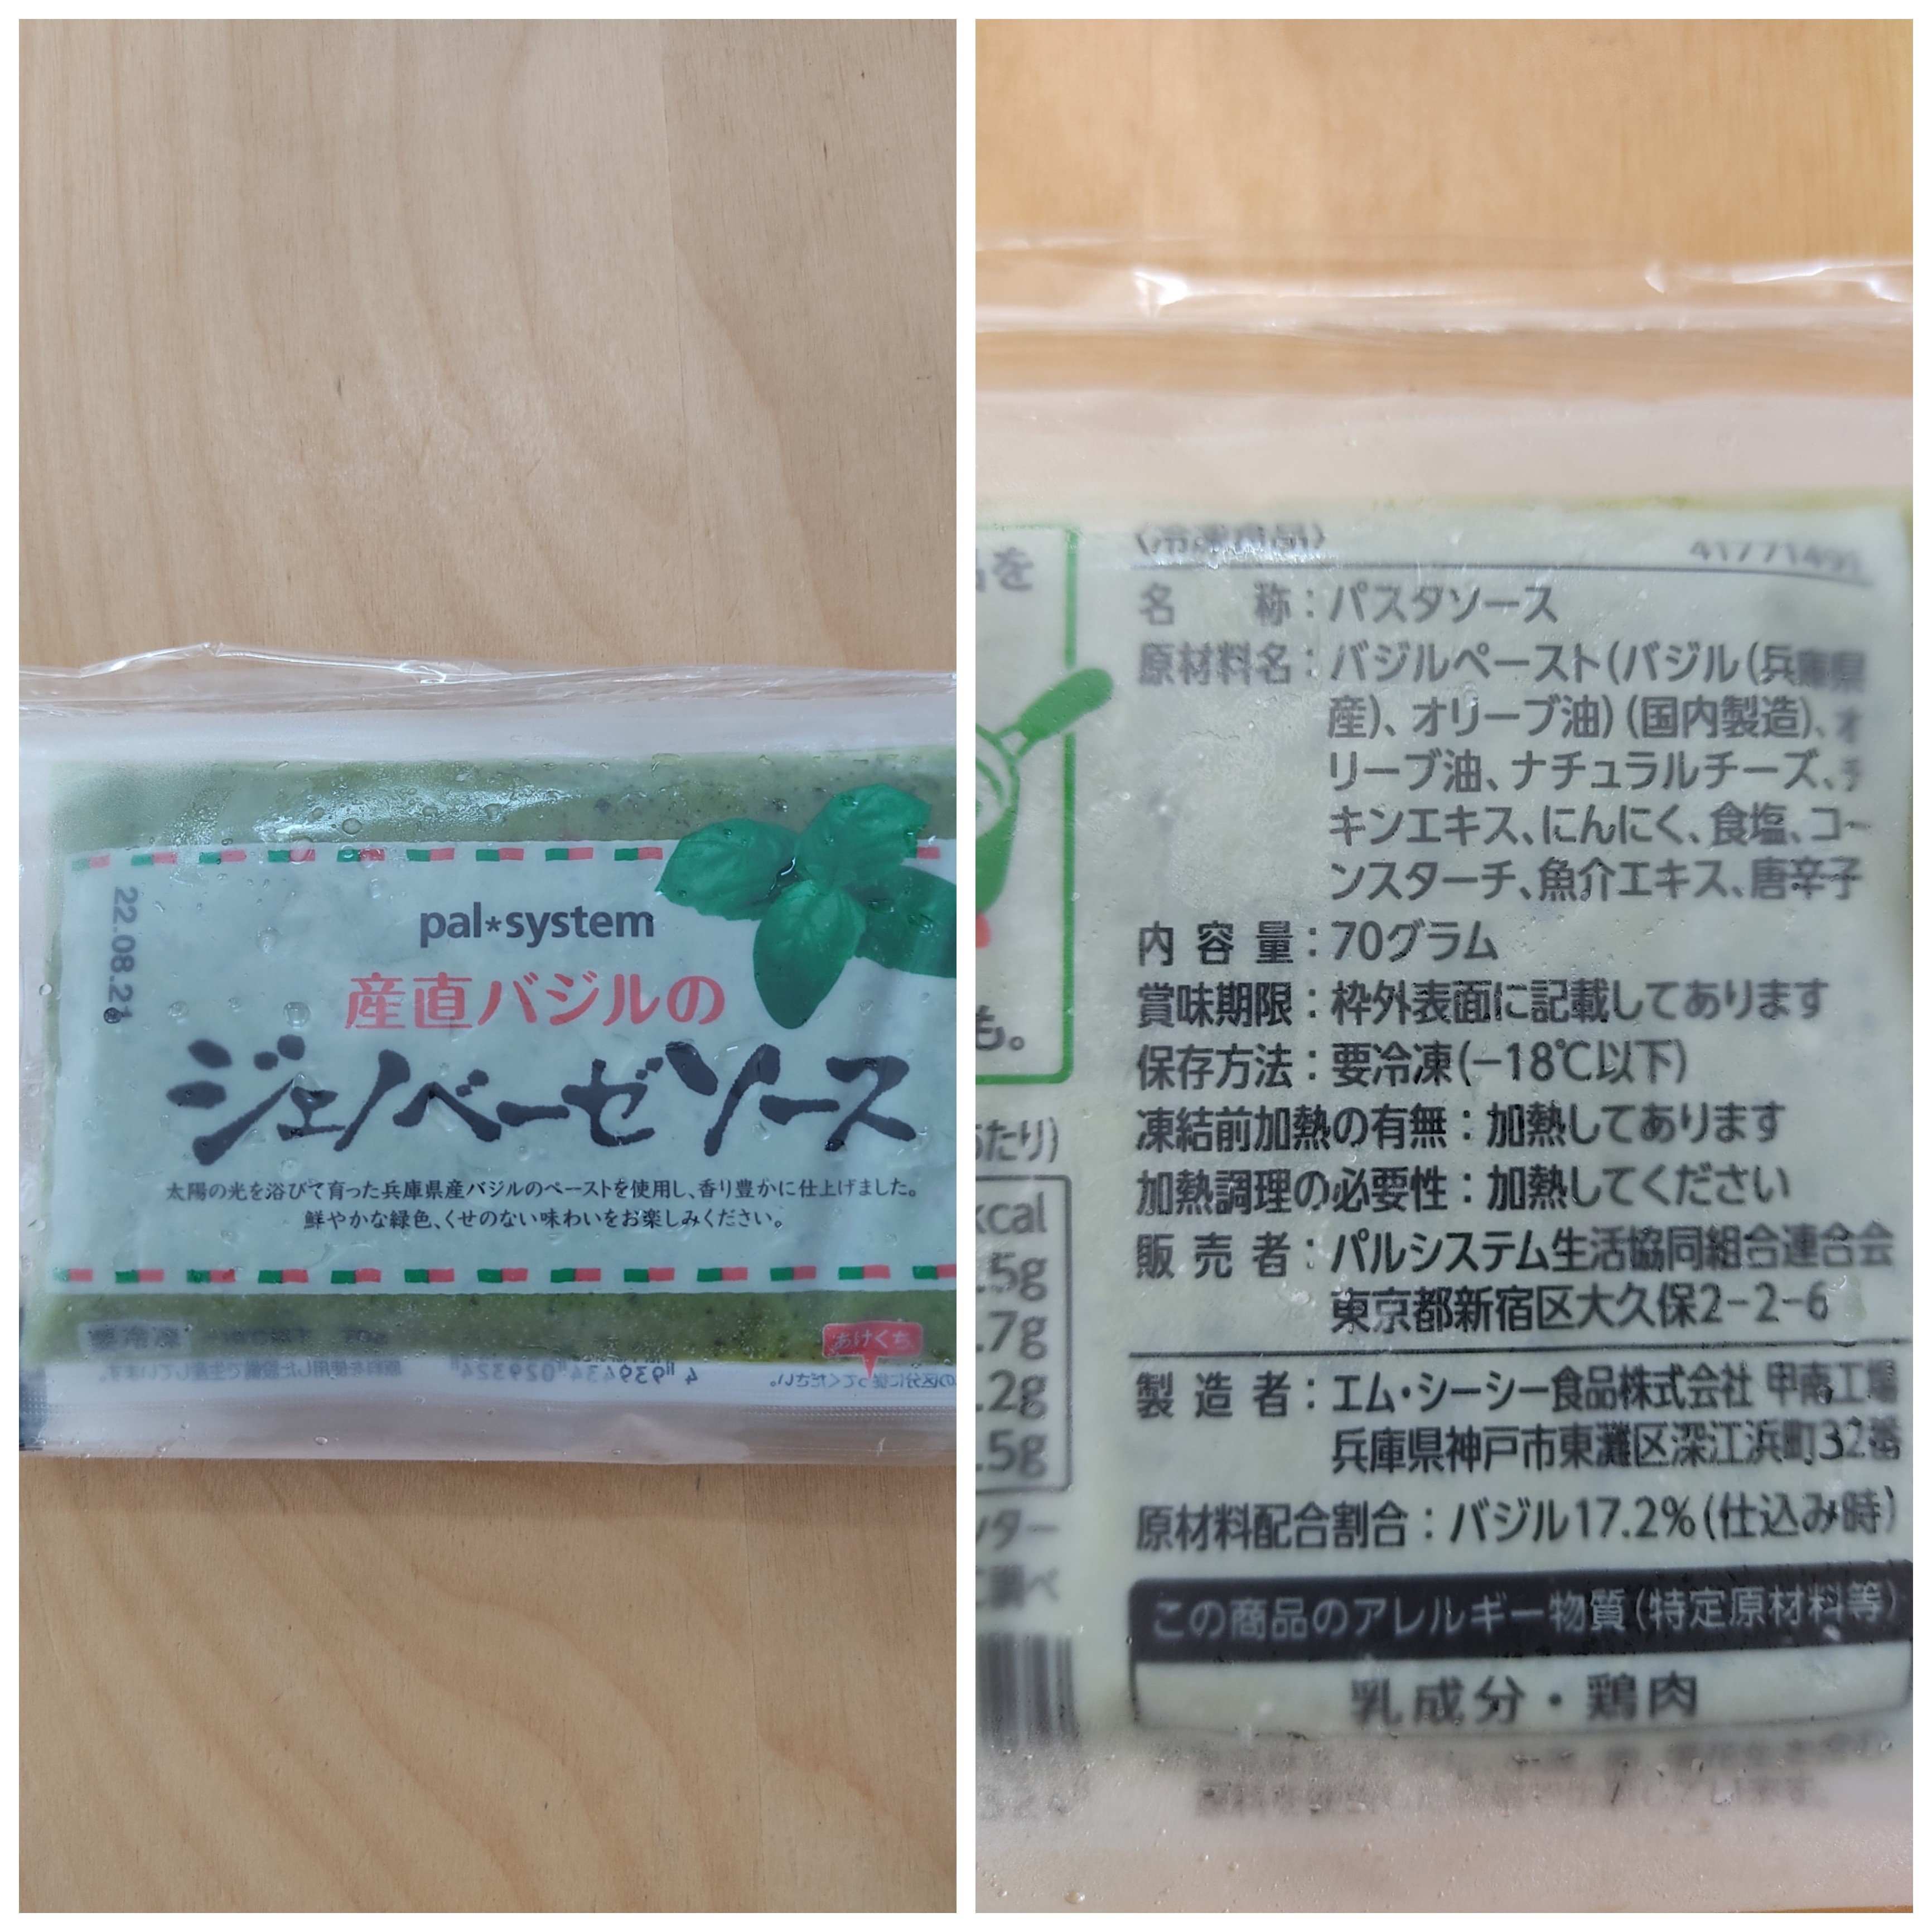 22.08.21
pal*system
産直バジルの
ジェノベーゼソース
太陽の光を浴びて育った兵庫県産バジルのペーストを使用し、香り豊かに仕上げました。
鮮やかな緑色、くせのない味わいをお楽しみください。
あけくち
4 939434 029324
を
も。
たり)
kcal
.5g
.7g
.2g
.5g
〈冷凍食品〉
名 称：パスタソース
原材料名：バジルペースト(バジル(兵庫県
産)、オリーブ油)(国内製造)、オ
リーブ油、ナチュラルチーズ、チ
キンエキス、にんにく、食塩、コー
ンスターチ、魚介エキス、唐辛子
内容量：70グラム
賞味期限：枠外表面に記載してあります
保存方法：要冷凍(−18℃以下)
凍結前加熱の有無：加熱してあります
加熱調理の必要性：加熱してください
販売者：パルシステム生活協同組合連合会
東京都新宿区大久保2-2-6
製造者：エム・シーシー食品株式会社 甲南工場
兵庫県神戸市東灘区深江浜町32番
原材料配合割合：バジル17.2%(仕込み時)
この商品のアレルギー物質(特定原材料等)
乳成分・鶏肉